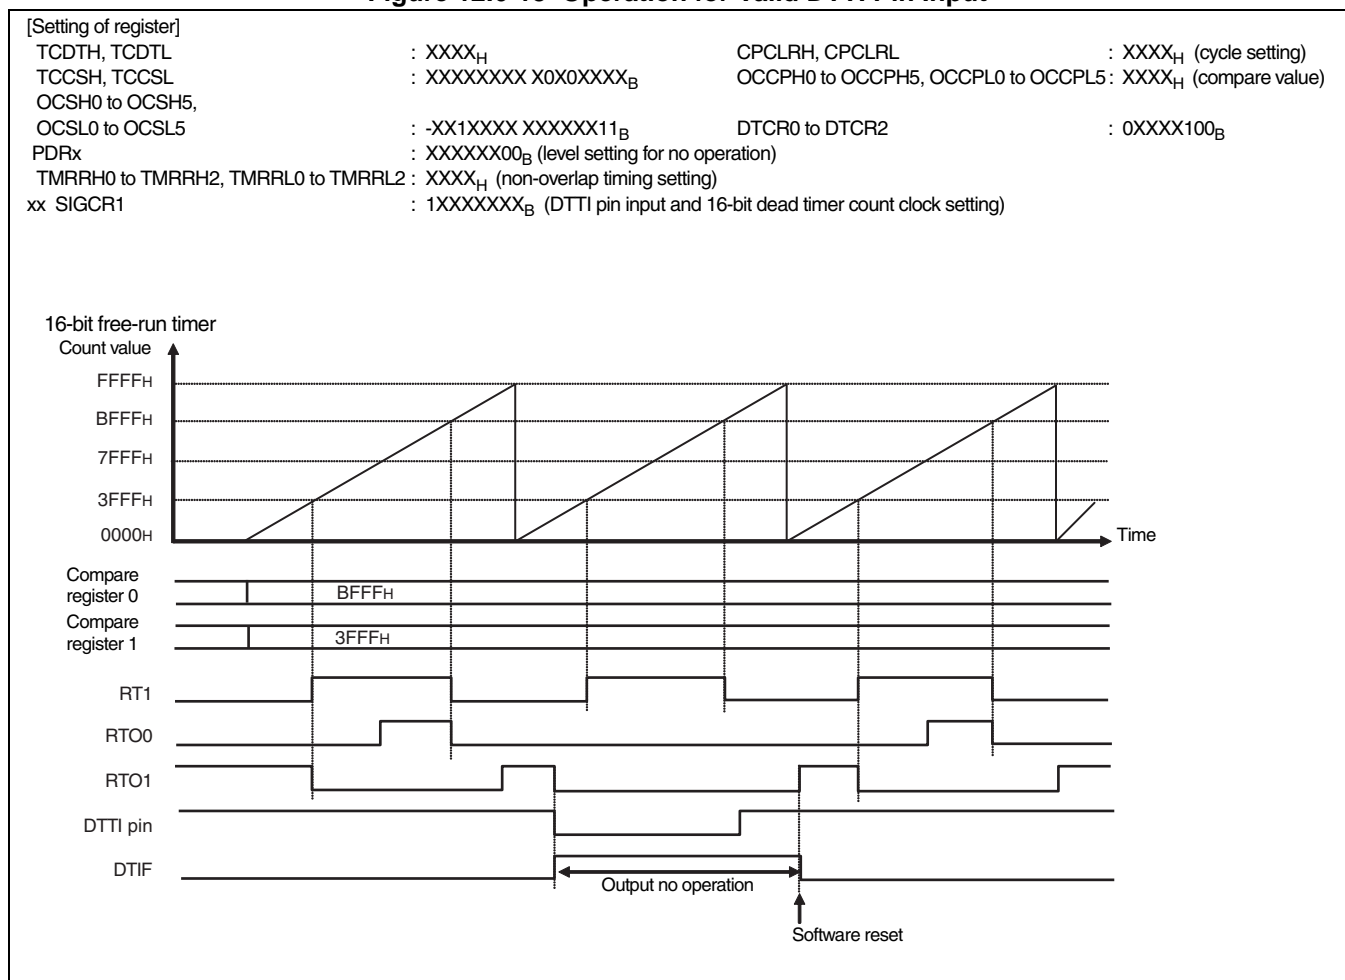 [Setting of register]
TCDTH, TCDTL : XXXXH CPCLRH, CPCLRL : XXXXH (cycle setting)
TCCSH, TCCSL : XXXXXXXX X0X0XXXXB OCCPH0 to OCCPH5, OCCPL0 to OCCPL5 : XXXXH (compare value)
OCSH0 to OCSH5,
OCSL0 to OCSL5 : -XX1XXXX XXXXXX11B DTCR0 to DTCR2 : 0XXXX100B
PDRx : XXXXXX00B (level setting for no operation)
TMRRH0 to TMRRH2, TMRRL0 to TMRRL2 : XXXXH (non-overlap timing setting)
xx SIGCR1 : 1XXXXXXXB (DTTI pin input and 16-bit dead timer count clock setting)
16-bit free-run timer
Count value
FFFFH
BFFFH
7FFFH
3FFFH
0000H
Time
Compare
register 0 BFFFH
Compare
register 1 3FFFH
RT1
RTO0
RTO1
DTTI pin
DTIF
Output no operation
Software reset